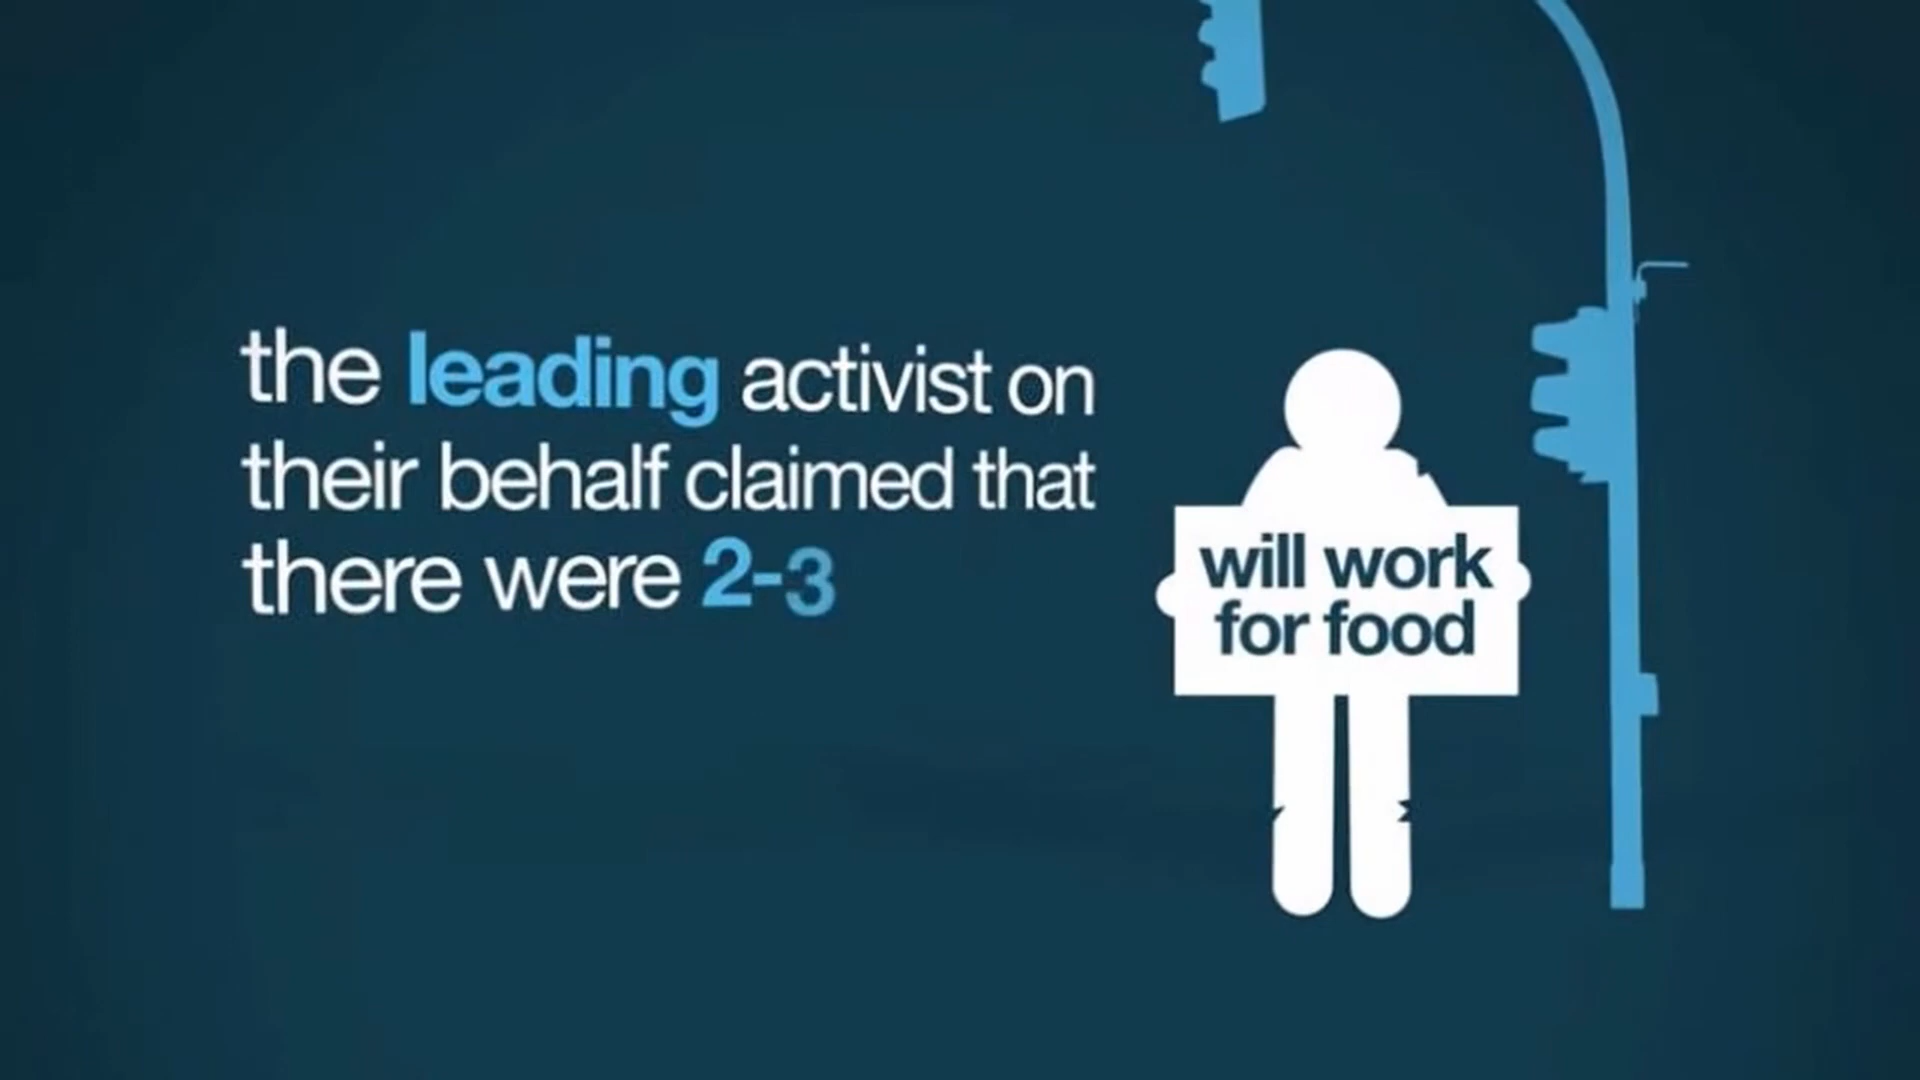 the leading activist on
their behalf claimed that
there were 2-3
will work
for food